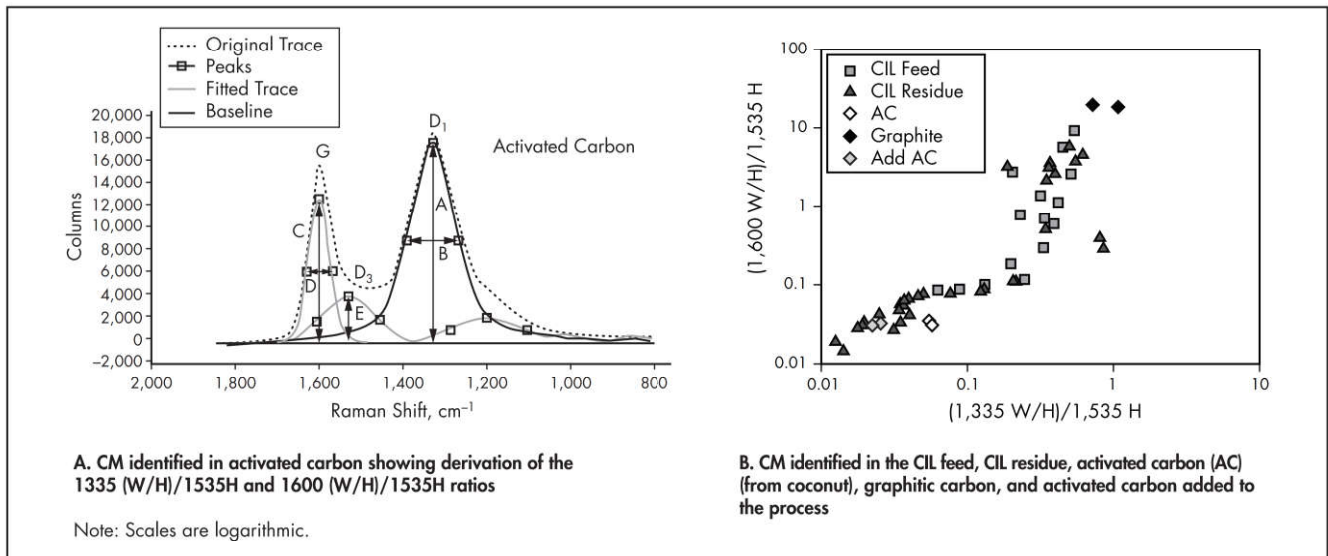 Original Trace
Peaks
Fitted Trace
Baseline
20,000
18,000
16,000
14,000
12,000
10,000
8,000
6,000
4,000
2,000
0
−2,000
Columns
G
D1
Activated Carbon
C
A
B
D
D3
E
2,000
1,800
1,600
1,400
1,200
1,000
800
Raman Shift, cm−1
A. CM identified in activated carbon showing derivation of the
1335 (W/H)/1535H and 1600 (W/H)/1535H ratios
Note: Scales are logarithmic.
100
10
1
0.1
0.01
(1,600 W/H)/1,535 H
CIL Feed
CIL Residue
AC
Graphite
Add AC
0.01
0.1
1
10
(1,335 W/H)/1,535 H
B. CM identified in the CIL feed, CIL residue, activated carbon (AC)
(from coconut), graphitic carbon, and activated carbon added to
the process